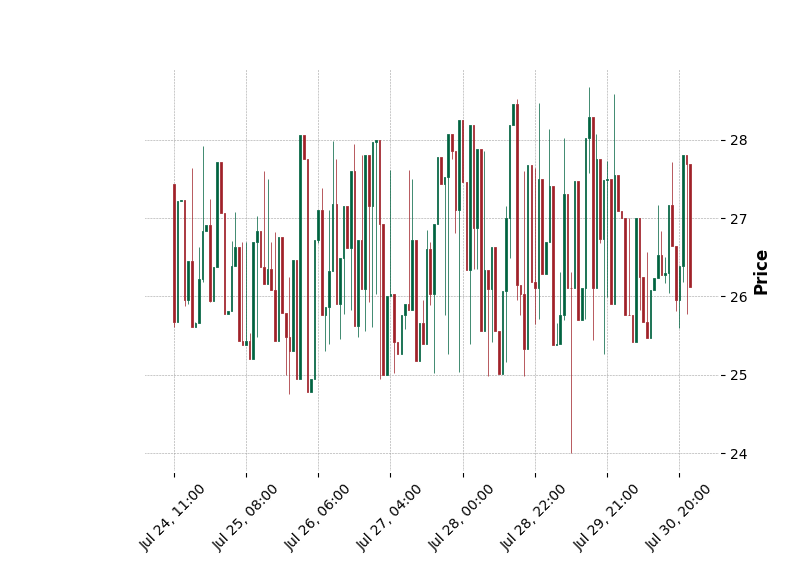 28
27
26
25
24
Price
Jul 24, 11:00
Jul 25, 08:00
Jul 26, 06:00
Jul 27, 04:00
Jul 28, 00:00
Jul 28, 22:00
Jul 29, 21:00
Jul 30, 20:00